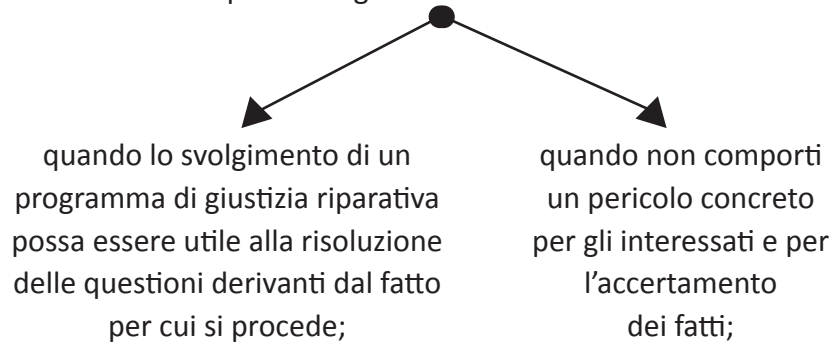 quando lo svolgimento di un
programma di giustizia riparativa
possa essere utile alla risoluzione
delle questioni derivanti dal fatto
per cui si procede;
quando non comporti
un pericolo concreto
per gli interessati e per
l'accertamento
dei fatti;